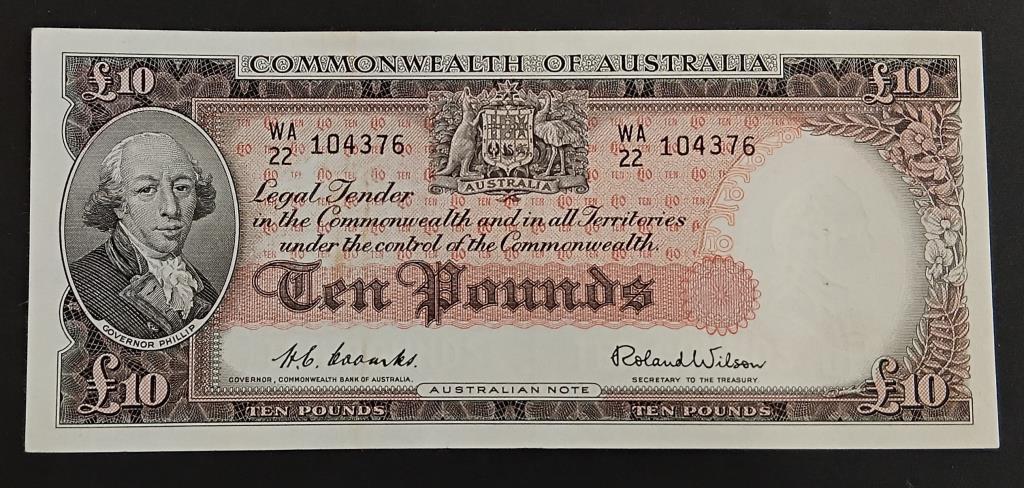 COMMONWEALTH OF AUSTRALIA
£10 £10
WA 22 104376 WA 22 104376
AUSTRALIA
Legal Tender
in the Commonwealth and in all Territories
under the control of the Commonwealth.
Ten Pounds
GOVERNOR PHILLIP
H.C. Coombs. Roland Wilson
GOVERNOR, COMMONWEALTH BANK OF AUSTRALIA. SECRETARY TO THE TREASURY.
£10 AUSTRALIAN NOTE £10
TEN POUNDS TEN POUNDS